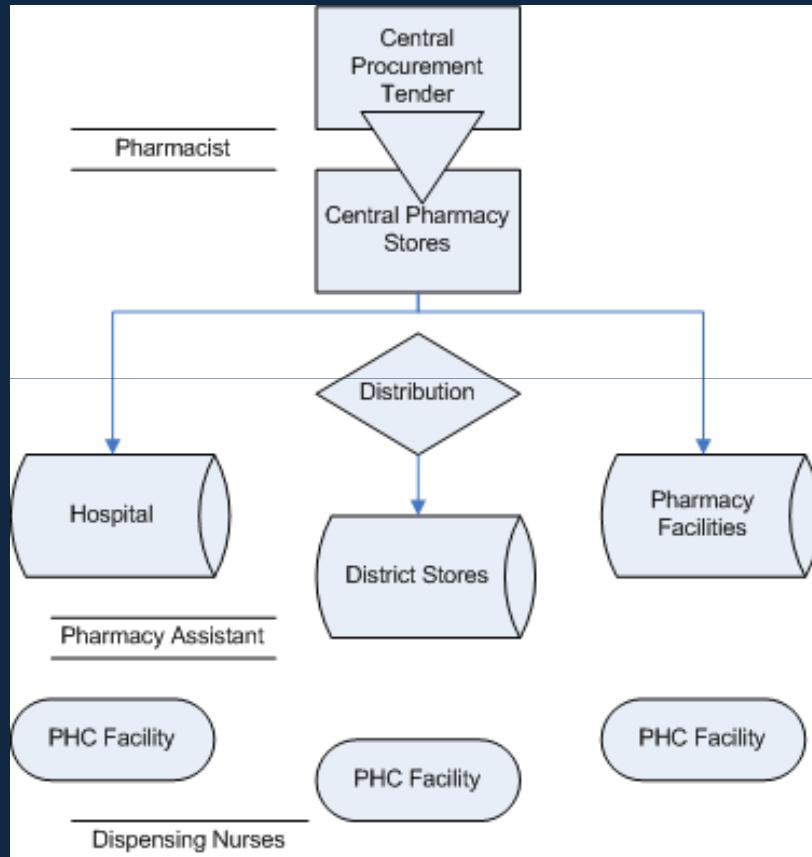 Central
Procurement
Tender
Pharmacist
Central Pharmacy
Stores
Distribution
Hospital
District Stores
Pharmacy
Facilities
Pharmacy Assistant
PHC Facility
PHC Facility
PHC Facility
Dispensing Nurses